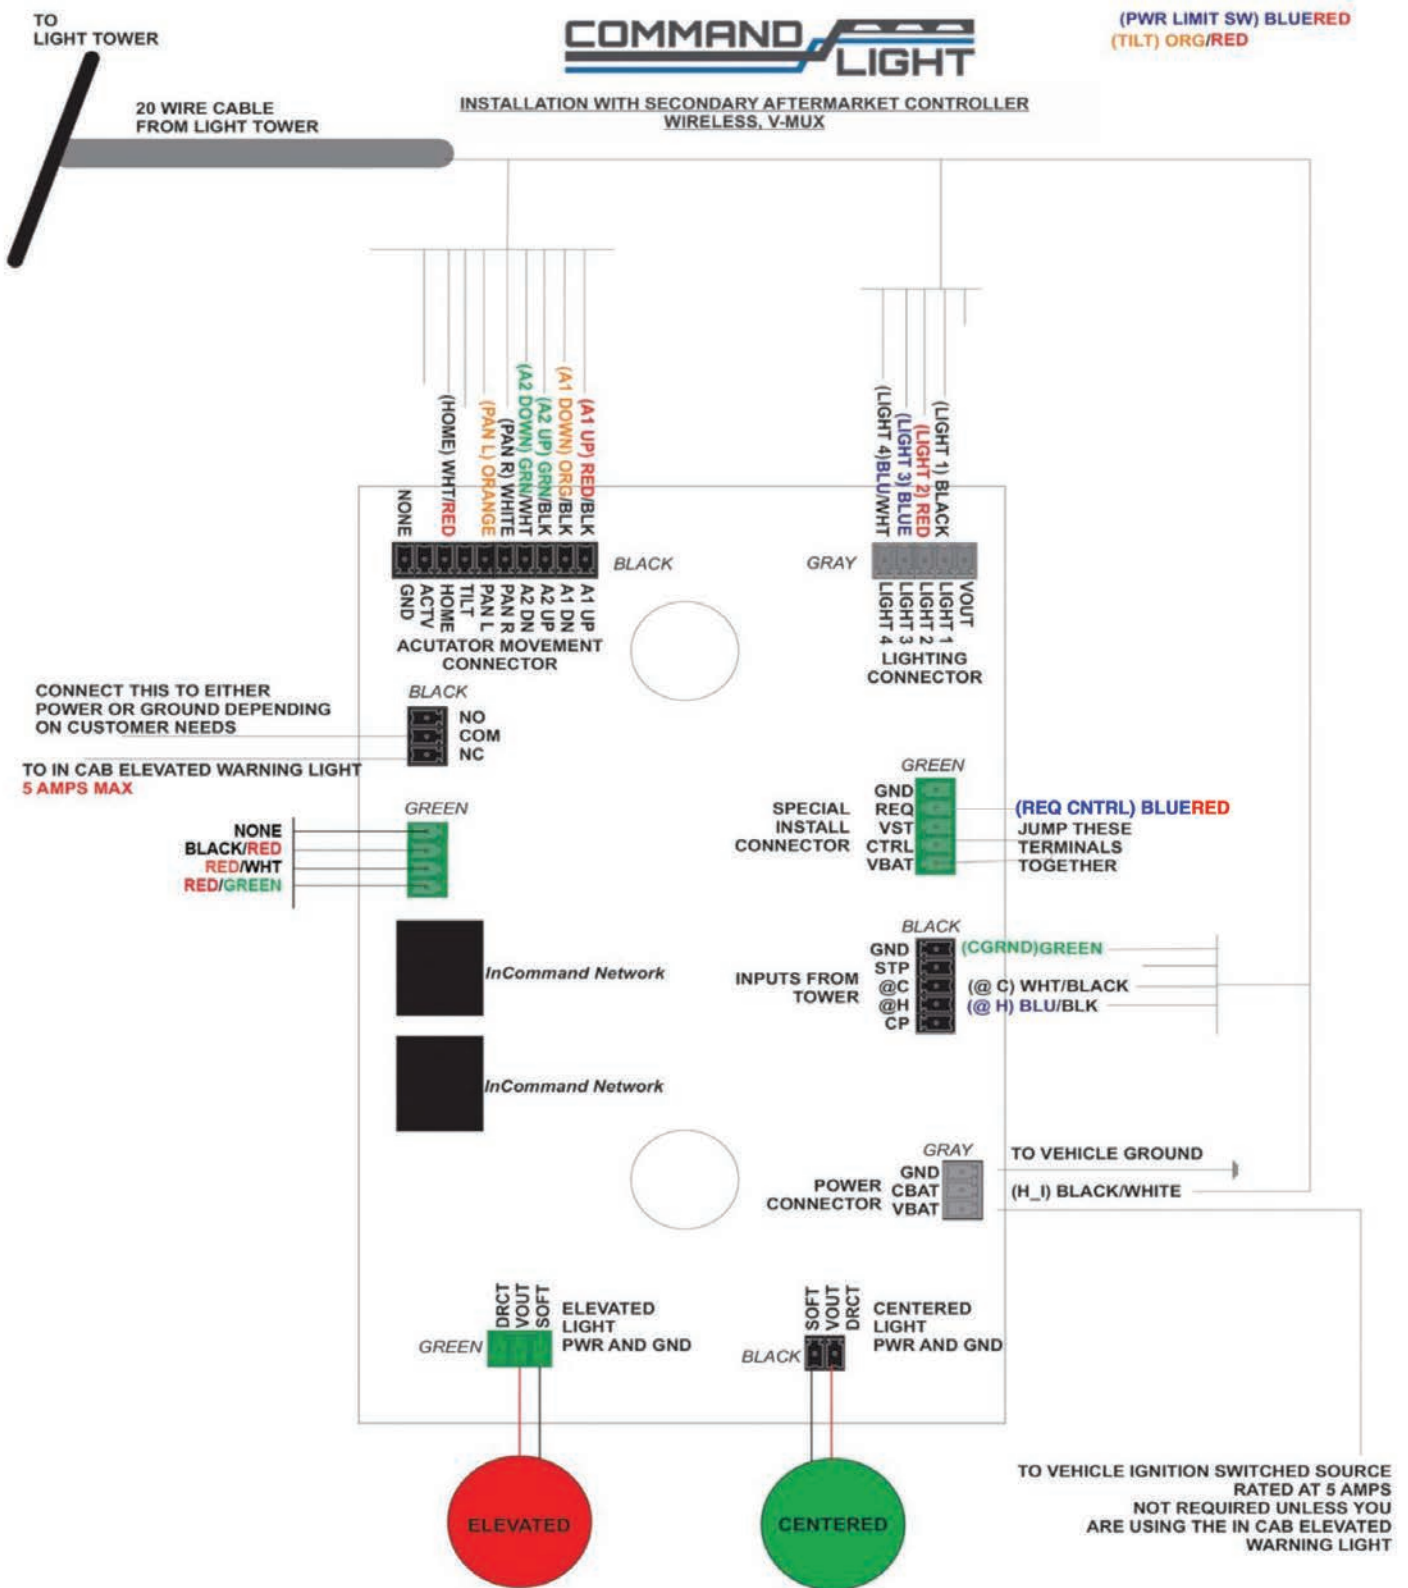 TO
LIGHT TOWER
COMMAND
LIGHT
(PWR LIMIT SW) BLUERED
(TILT) ORG/RED
20 WIRE CABLE
FROM LIGHT TOWER
INSTALLATION WITH SECONDARY AFTERMARKET CONTROLLER
WIRELESS, V-MUX
(HOME) WHT/RED
(PAN L) ORANGE
(PAN R) WHITE
(A2 DOWN) GRN/WHT
(A2 UP) GRN/BLK
(A1 DOWN) ORG/BLK
(A1 UP) RED/BLK
(LIGHT 4)BLU/WHT
(LIGHT 3) BLUE
(LIGHT 2) RED
(LIGHT 1) BLACK
NONE
BLACK
GRAY
GND
ACTV
HOME
TILT
PAN L
PAN R
A2 DN
A2 UP
A1 DN
A1 UP
ACUTATOR MOVEMENT
CONNECTOR
LIGHT 4
LIGHT 3
LIGHT 2
LIGHT 1
VOUT
LIGHTING
CONNECTOR
CONNECT THIS TO EITHER
POWER OR GROUND DEPENDING
ON CUSTOMER NEEDS
BLACK
NO
COM
NC
TO IN CAB ELEVATED WARNING LIGHT
5 AMPS MAX
GREEN
NONE
BLACK/RED
RED/WHT
RED/GREEN
GREEN
SPECIAL
INSTALL
CONNECTOR
GND
REQ
VST
CTRL
VBAT
(REQ CNTRL) BLUERED
JUMP THESE
TERMINALS
TOGETHER
InCommand Network
BLACK
INPUTS FROM
TOWER
GND
STP
@C
@H
CP
(CGRND)GREEN
(@ C) WHT/BLACK
(@ H) BLU/BLK
InCommand Network
GRAY
POWER
CONNECTOR
GND
CBAT
VBAT
TO VEHICLE GROUND
(H_I) BLACK/WHITE
DRCT
VOUT
SOFT
ELEVATED
LIGHT
PWR AND GND
GREEN
SOFT
VOUT
DRCT
CENTERED
LIGHT
PWR AND GND
BLACK
ELEVATED
CENTERED
TO VEHICLE IGNITION SWITCHED SOURCE
RATED AT 5 AMPS
NOT REQUIRED UNLESS YOU
ARE USING THE IN CAB ELEVATED
WARNING LIGHT